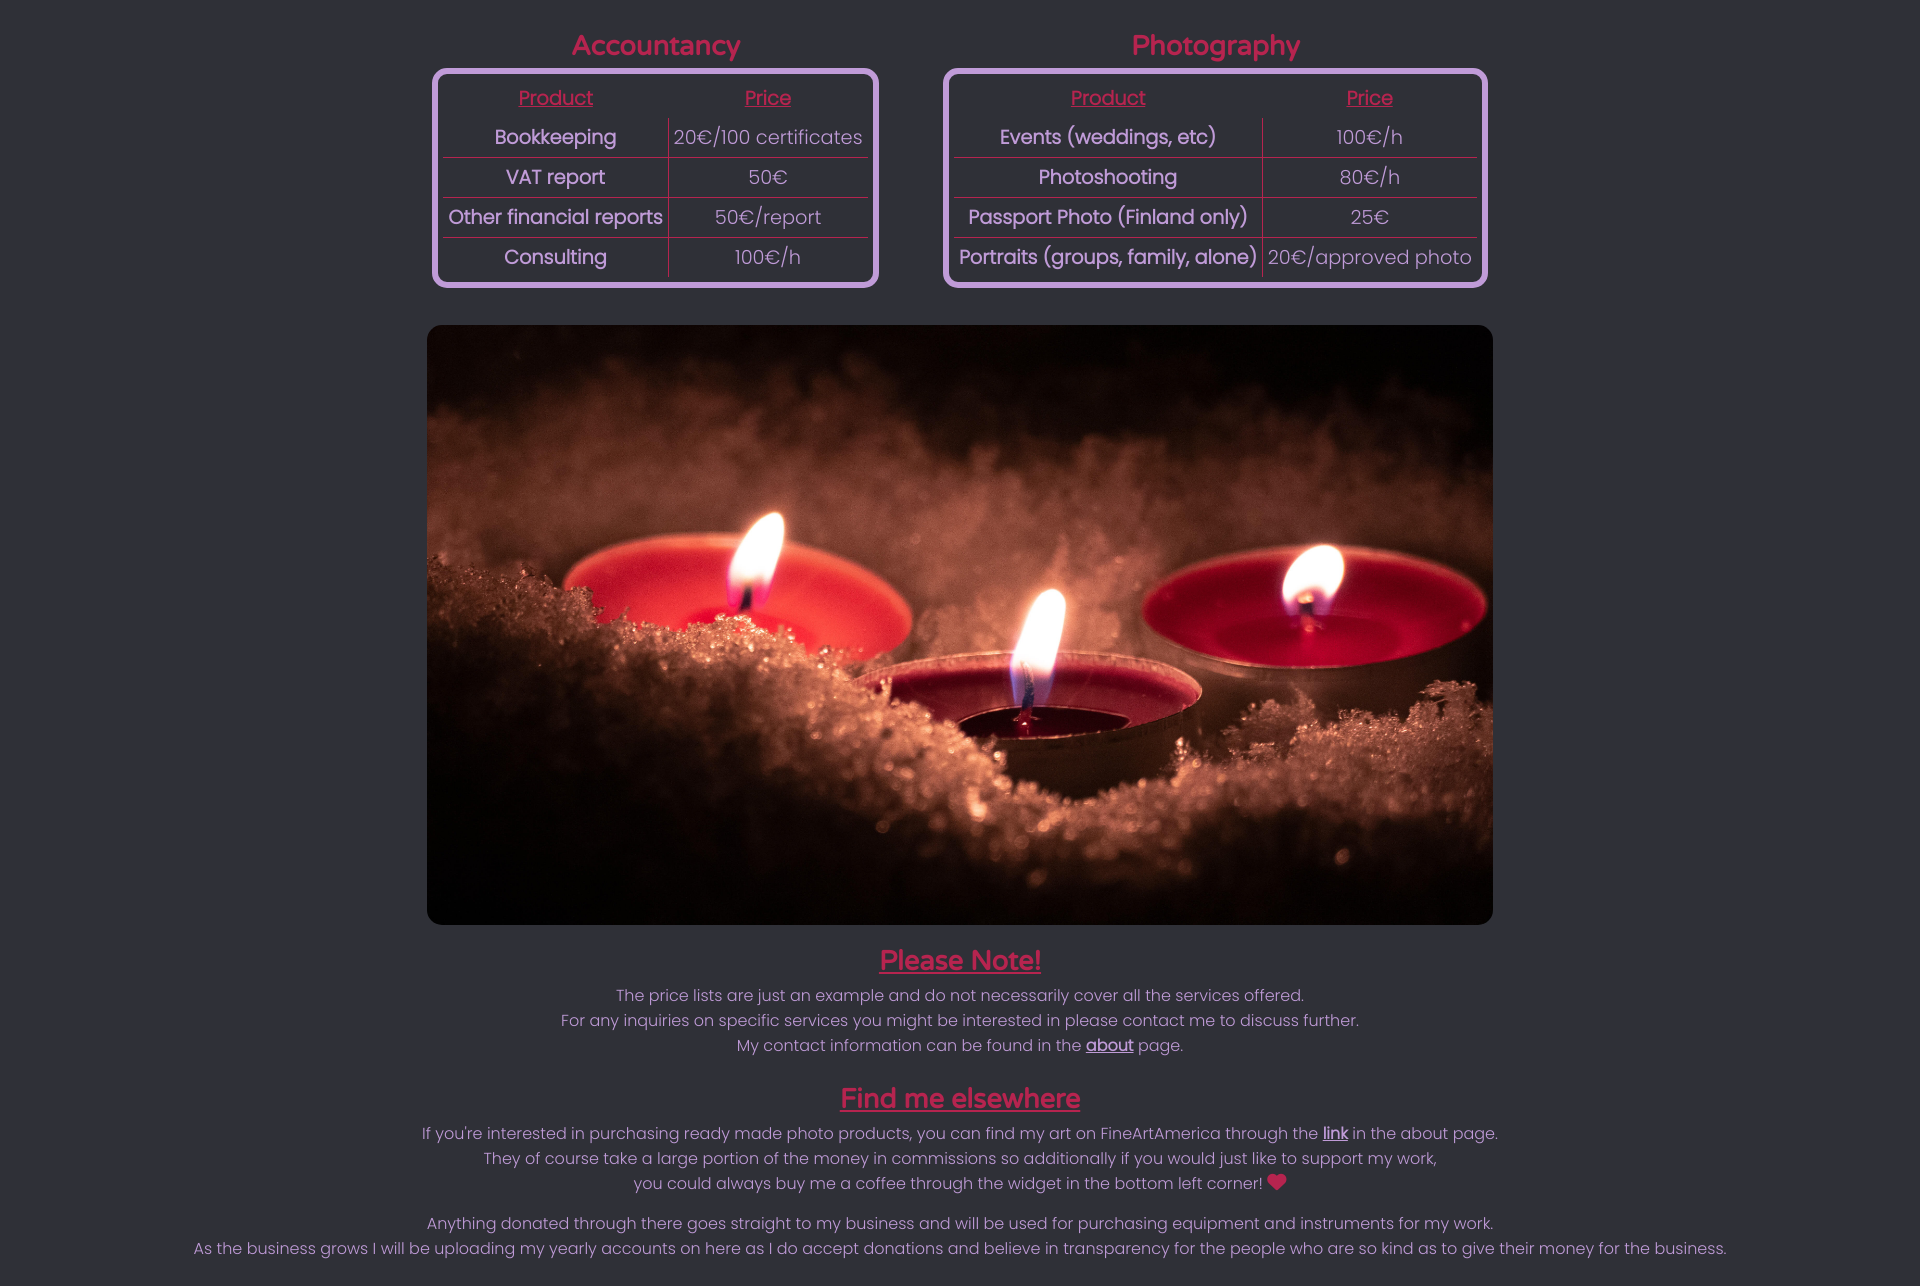 Accountancy
Product Price
Bookkeeping 20€/100 certificates
VAT report 50€
Other financial reports 50€/report
Consulting 100€/h
Photography
Product Price
Events (weddings, etc) 100€/h
Photoshooting 80€/h
Passport Photo (Finland only) 25€
Portraits (groups, family, alone) 20€/approved photo
Please Note!
The price lists are just an example and do not necessarily cover all the services offered.
For any inquiries on specific services you might be interested in please contact me to discuss further.
My contact information can be found in the about page.
Find me elsewhere
If you're interested in purchasing ready made photo products, you can find my art on FineArtAmerica through the link in the about page.
They of course take a large portion of the money in commissions so additionally if you would just like to support my work,
you could always buy me a coffee through the widget in the bottom left corner!
Anything donated through there goes straight to my business and will be used for purchasing equipment and instruments for my work.
As the business grows I will be uploading my yearly accounts on here as I do accept donations and believe in transparency for the people who are so kind as to give their money for the business.